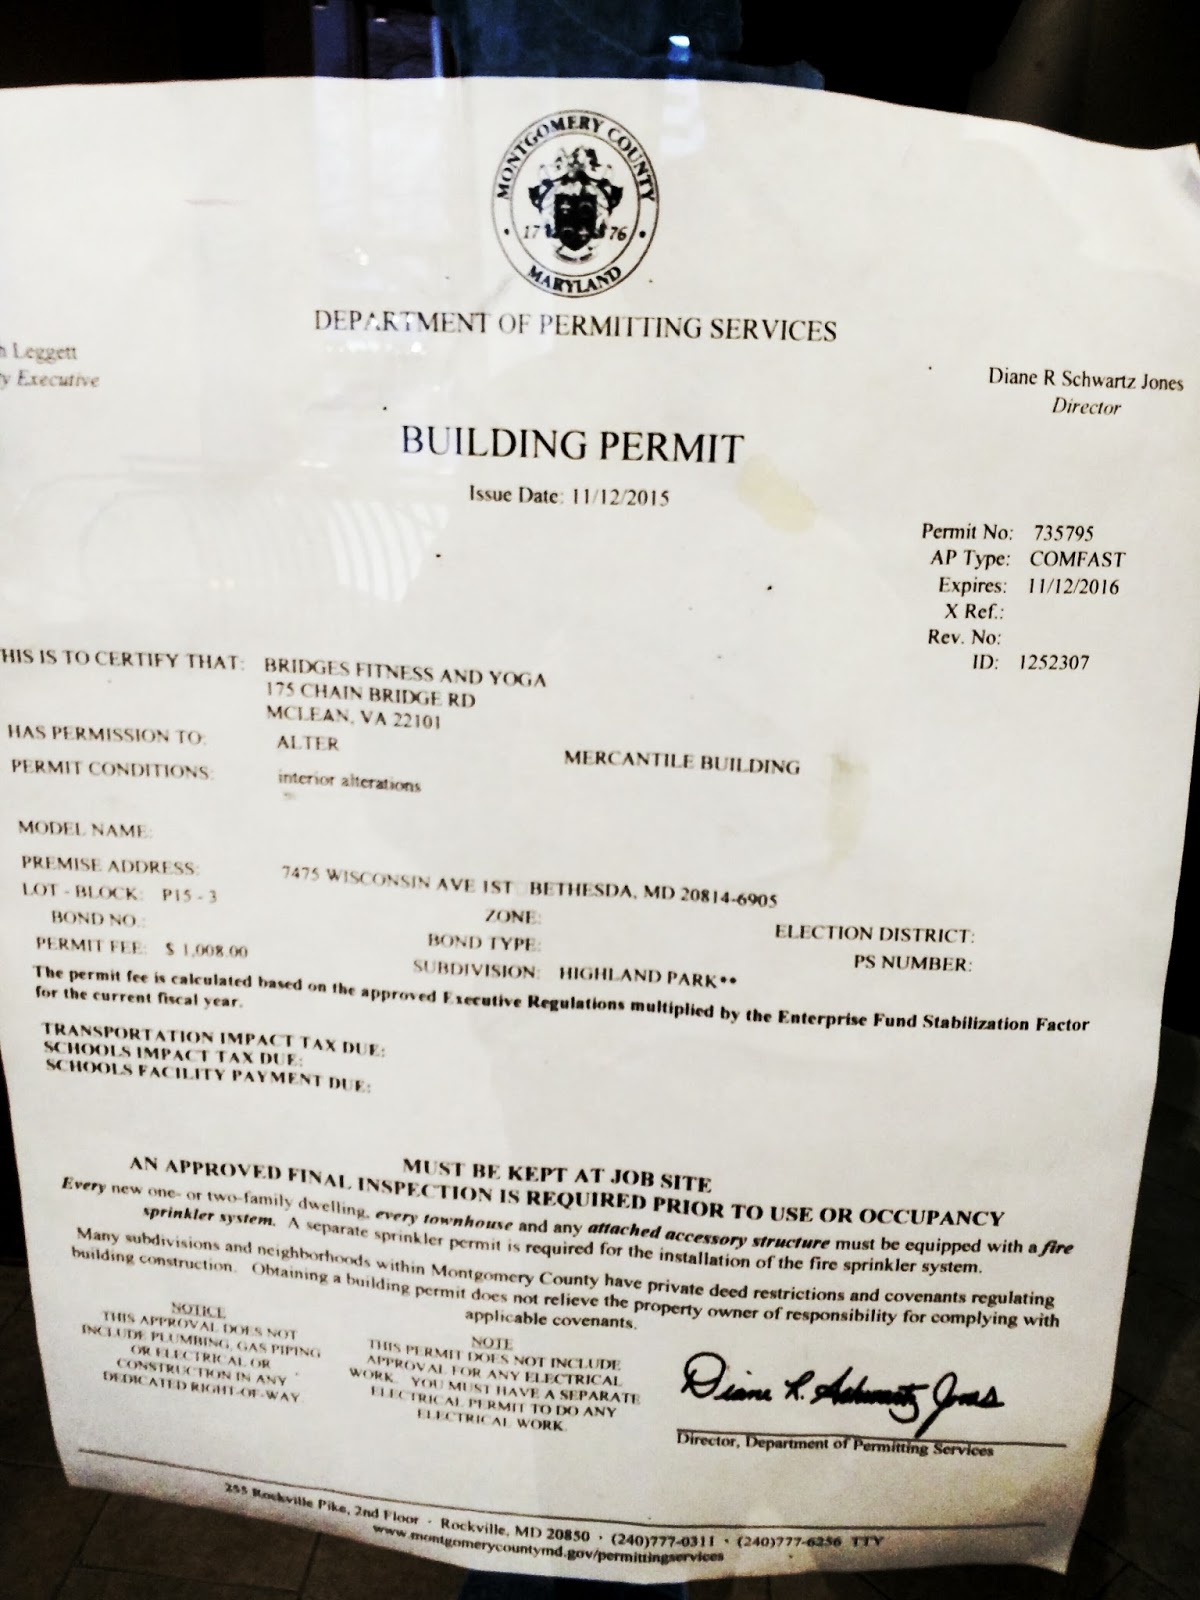 MONTGOMERY COUNTY
17 76
MARYLAND
DEPARTMENT OF PERMITTING SERVICES
h Leggett
y Executive
Diane R Schwartz Jones
Director
BUILDING PERMIT
Issue Date: 11/12/2015
Permit No: 735795
AP Type: COMFAST
Expires: 11/12/2016
X Ref.:
Rev. No:
ID: 1252307
HIS IS TO CERTIFY THAT: BRIDGES FITNESS AND YOGA
175 CHAIN BRIDGE RD
MCLEAN, VA 22101
HAS PERMISSION TO: ALTER MERCANTILE BUILDING
PERMIT CONDITIONS: interior alterations
MODEL NAME:
PREMISE ADDRESS: 7475 WISCONSIN AVE 1ST BETHESDA, MD 20814-6905
LOT - BLOCK: P15 - 3 ZONE: ELECTION DISTRICT:
BOND NO.: BOND TYPE: PS NUMBER:
PERMIT FEE: $ 1,008.00 SUBDIVISION: HIGHLAND PARK**
The permit fee is calculated based on the approved Executive Regulations multiplied by the Enterprise Fund Stabilization Factor
for the current fiscal year.
TRANSPORTATION IMPACT TAX DUE:
SCHOOLS IMPACT TAX DUE:
SCHOOLS FACILITY PAYMENT DUE:
MUST BE KEPT AT JOB SITE
AN APPROVED FINAL INSPECTION IS REQUIRED PRIOR TO USE OR OCCUPANCY
Every new one- or two-family dwelling, every townhouse and any attached accessory structure must be equipped with a fire
sprinkler system. A separate sprinkler permit is required for the installation of the fire sprinkler system.
Many subdivisions and neighborhoods within Montgomery County have private deed restrictions and covenants regulating
building construction. Obtaining a building permit does not relieve the property owner of responsibility for complying with
applicable covenants.
NOTICE
THIS APPROVAL DOES NOT
INCLUDE PLUMBING, GAS PIPING
OR ELECTRICAL OR
CONSTRUCTION IN ANY
DEDICATED RIGHT-OF-WAY.
NOTE
THIS PERMIT DOES NOT INCLUDE
APPROVAL FOR ANY ELECTRICAL
WORK. YOU MUST HAVE A SEPARATE
ELECTRICAL PERMIT TO DO ANY
ELECTRICAL WORK.
Diane R. Schwartz Jones
Director, Department of Permitting Services
255 Rockville Pike, 2nd Floor · Rockville, MD 20850 · (240)777-0311 · (240)777-6256 TTY
www.montgomerycountymd.gov/permittingservices